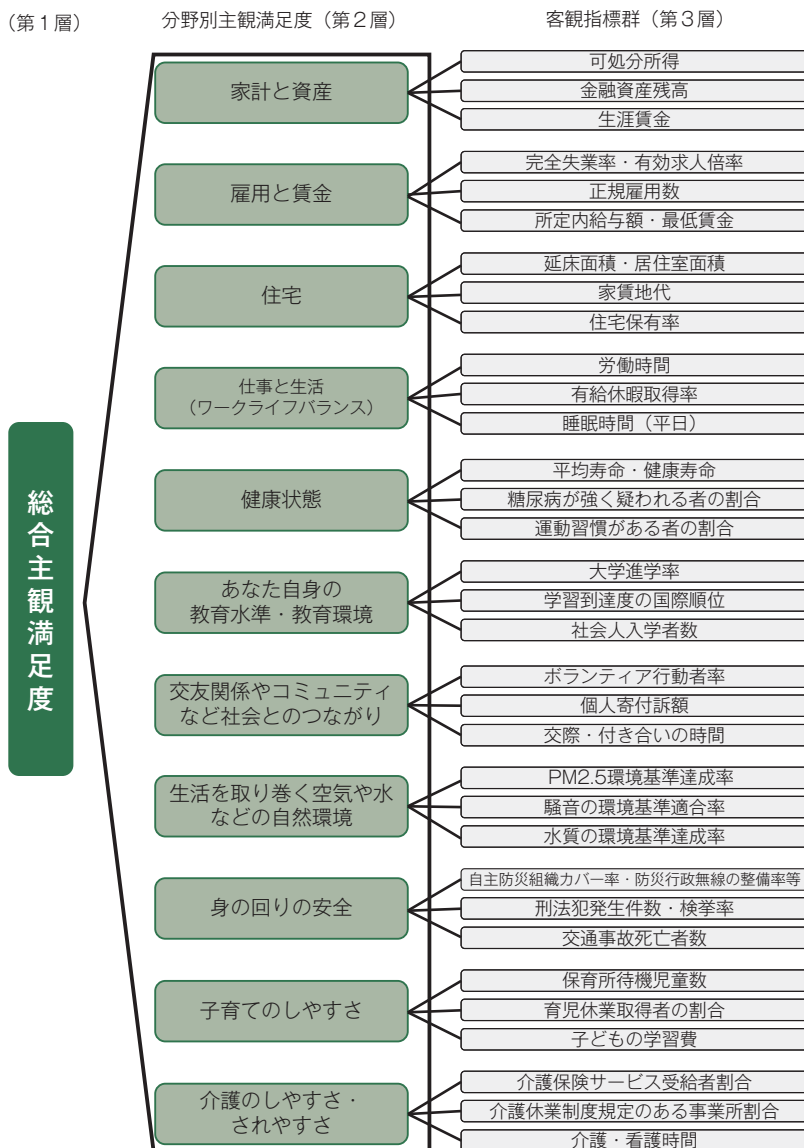 （第１層）
分野別主観満足度（第２層）
客観指標群（第３層）
総合主観満足度
家計と資産
可処分所得
金融資産残高
生涯賃金
雇用と賃金
完全失業率・有効求人倍率
正規雇用数
所定内給与額・最低賃金
住宅
延床面積・居住室面積
家賃地代
住宅保有率
仕事と生活
（ワークライフバランス）
労働時間
有給休暇取得率
睡眠時間（平日）
健康状態
平均寿命・健康寿命
糖尿病が強く疑われる者の割合
運動習慣がある者の割合
あなた自身の
教育水準・教育環境
大学進学率
学習到達度の国際順位
社会人入学者数
交友関係やコミュニティ
など社会とのつながり
ボランティア行動者率
個人寄付訴額
交際・付き合いの時間
生活を取り巻く空気や水
などの自然環境
PM2.5環境基準達成率
騒音の環境基準適合率
水質の環境基準達成率
身の回りの安全
自主防災組織カバー率・防災行政無線の整備率等
刑法犯発生件数・検挙率
交通事故死亡者数
子育てのしやすさ
保育所待機児童数
育児休業取得者の割合
子どもの学習費
介護のしやすさ・
されやすさ
介護保険サービス受給者割合
介護休業制度規定のある事業所割合
介護・看護時間